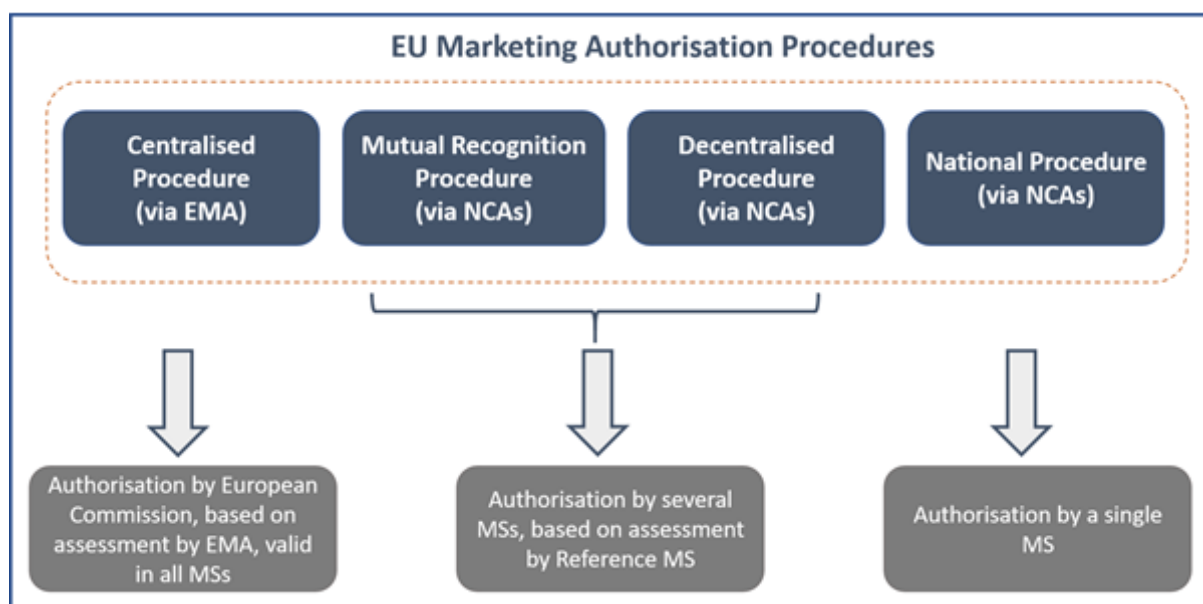 EU Marketing Authorisation Procedures
Centralised
Procedure
(via EMA)
Mutual Recognition
Procedure
(via NCAs)
Decentralised
Procedure
(via NCAs)
National Procedure
(via NCAs)
Authorisation by European
Commission, based on
assessment by EMA, valid
in all MSs
Authorisation by several
MSs, based on assessment
by Reference MS
Authorisation by a single
MS